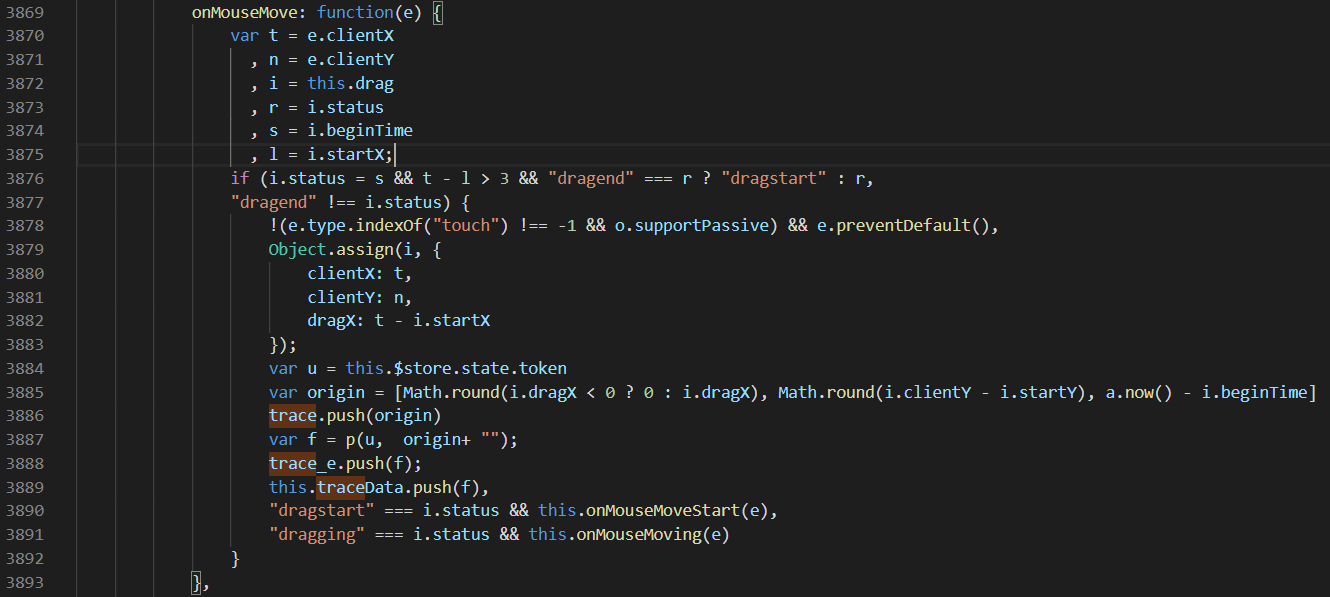 3869 onMouseMove: function(e) {
3870 var t = e.clientX
3871 , n = e.clientY
3872 , i = this.drag
3873 , r = i.status
3874 , s = i.beginTime
3875 , l = i.startX;
3876 if (i.status = s && t - l > 3 && "dragend" === r ? "dragstart" : r,
3877 "dragend" !== i.status) {
3878 !(e.type.indexOf("touch") !== -1 && o.supportPassive) && e.preventDefault(),
3879 Object.assign(i, {
3880 clientX: t,
3881 clientY: n,
3882 dragX: t - i.startX
3883 });
3884 var u = this.$store.state.token
3885 var origin = [Math.round(i.dragX < 0 ? 0 : i.dragX), Math.round(i.clientY - i.startY), a.now() - i.beginTime]
3886 trace.push(origin)
3887 var f = p(u,  origin+ "");
3888 trace_e.push(f);
3889 this.traceData.push(f),
3890 "dragstart" === i.status && this.onMouseMoveStart(e),
3891 "dragging" === i.status && this.onMouseMoving(e)
3892 }
3893 },